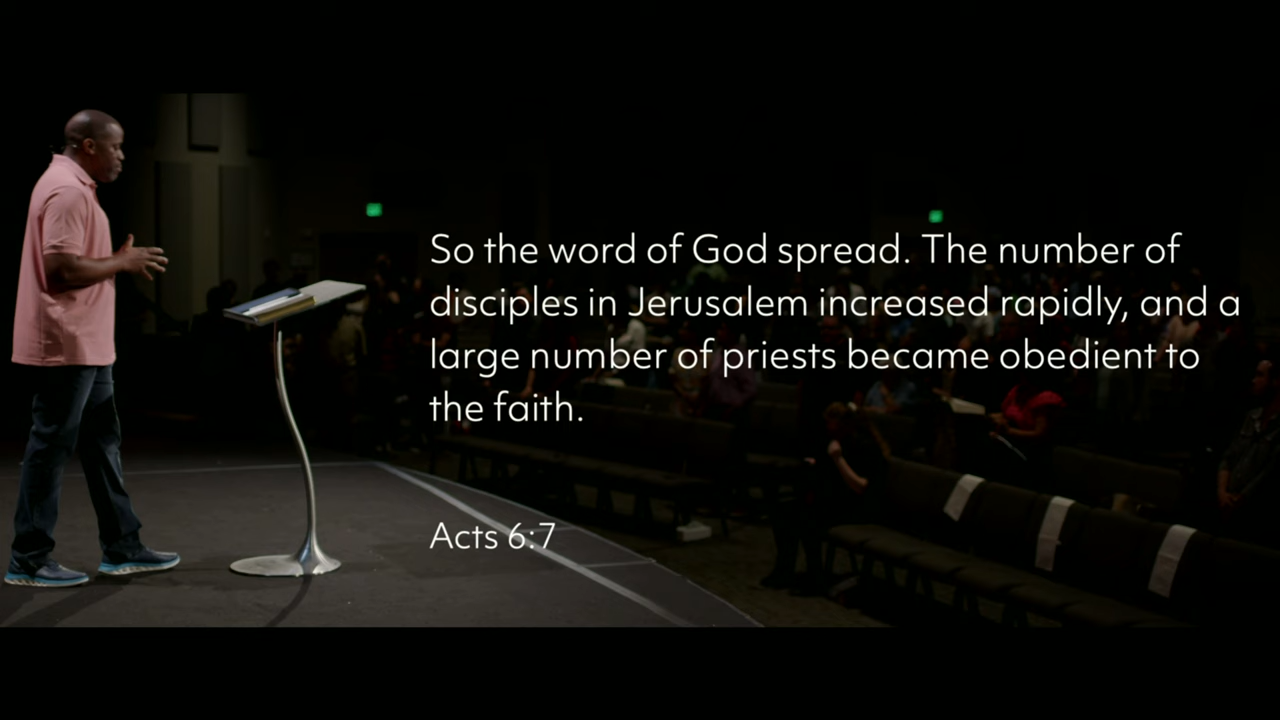 So the word of God spread. The number of
disciples in Jerusalem increased rapidly, and a
large number of priests became obedient to
the faith.
Acts 6:7